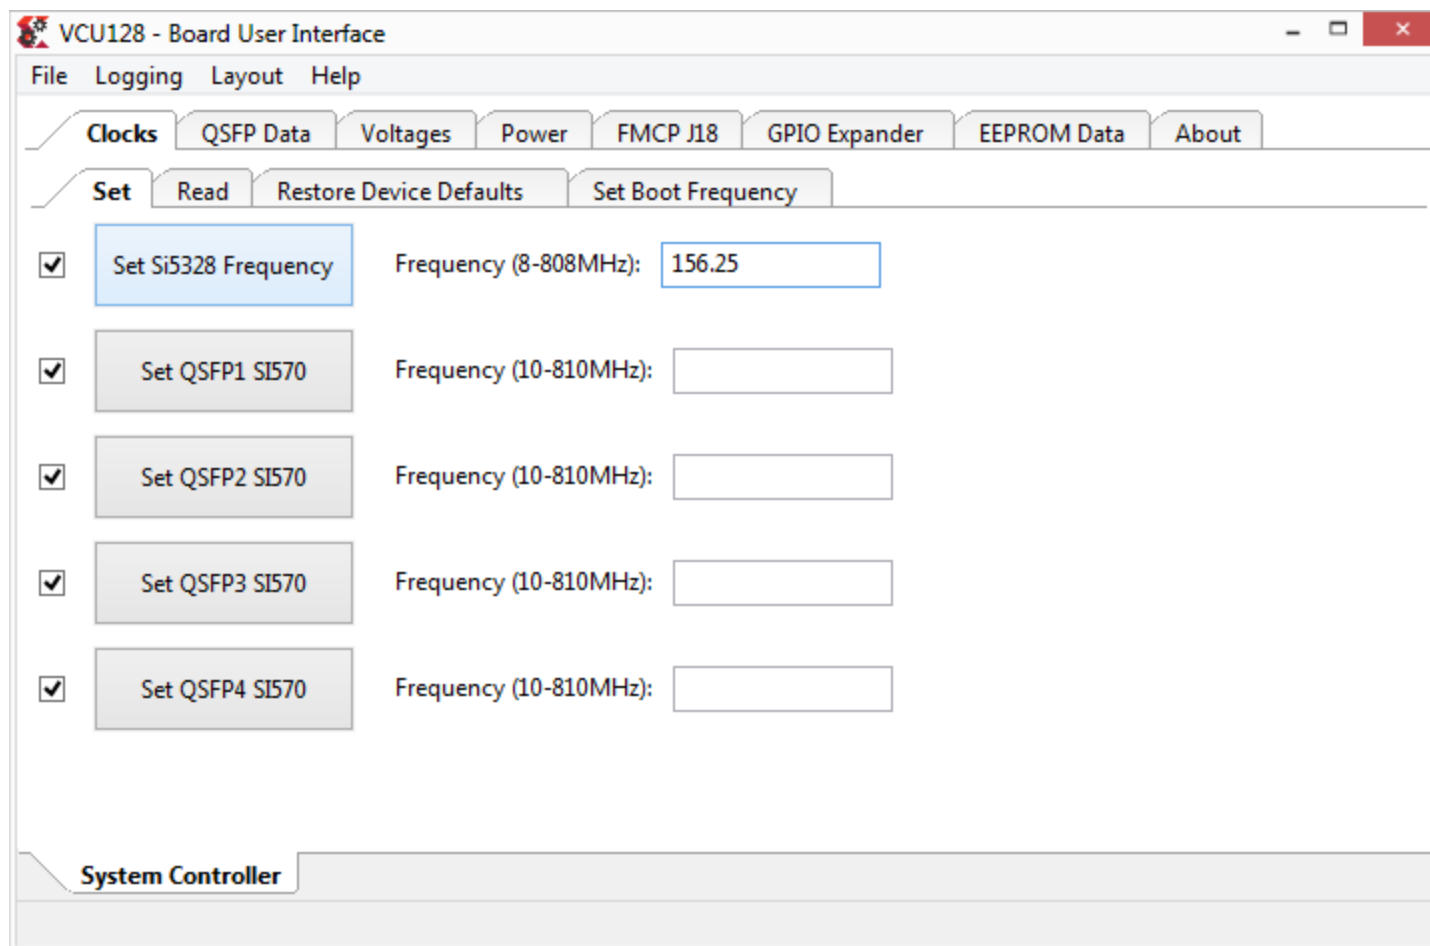 VCU128 - Board User Interface
File Logging Layout Help
Clocks QSFP Data Voltages Power FMCP J18 GPIO Expander EEPROM Data About
Set Read Restore Device Defaults Set Boot Frequency
Set Si5328 Frequency Frequency (8-808MHz): 156.25
Set QSFP1 SI570 Frequency (10-810MHz):
Set QSFP2 SI570 Frequency (10-810MHz):
Set QSFP3 SI570 Frequency (10-810MHz):
Set QSFP4 SI570 Frequency (10-810MHz):
System Controller